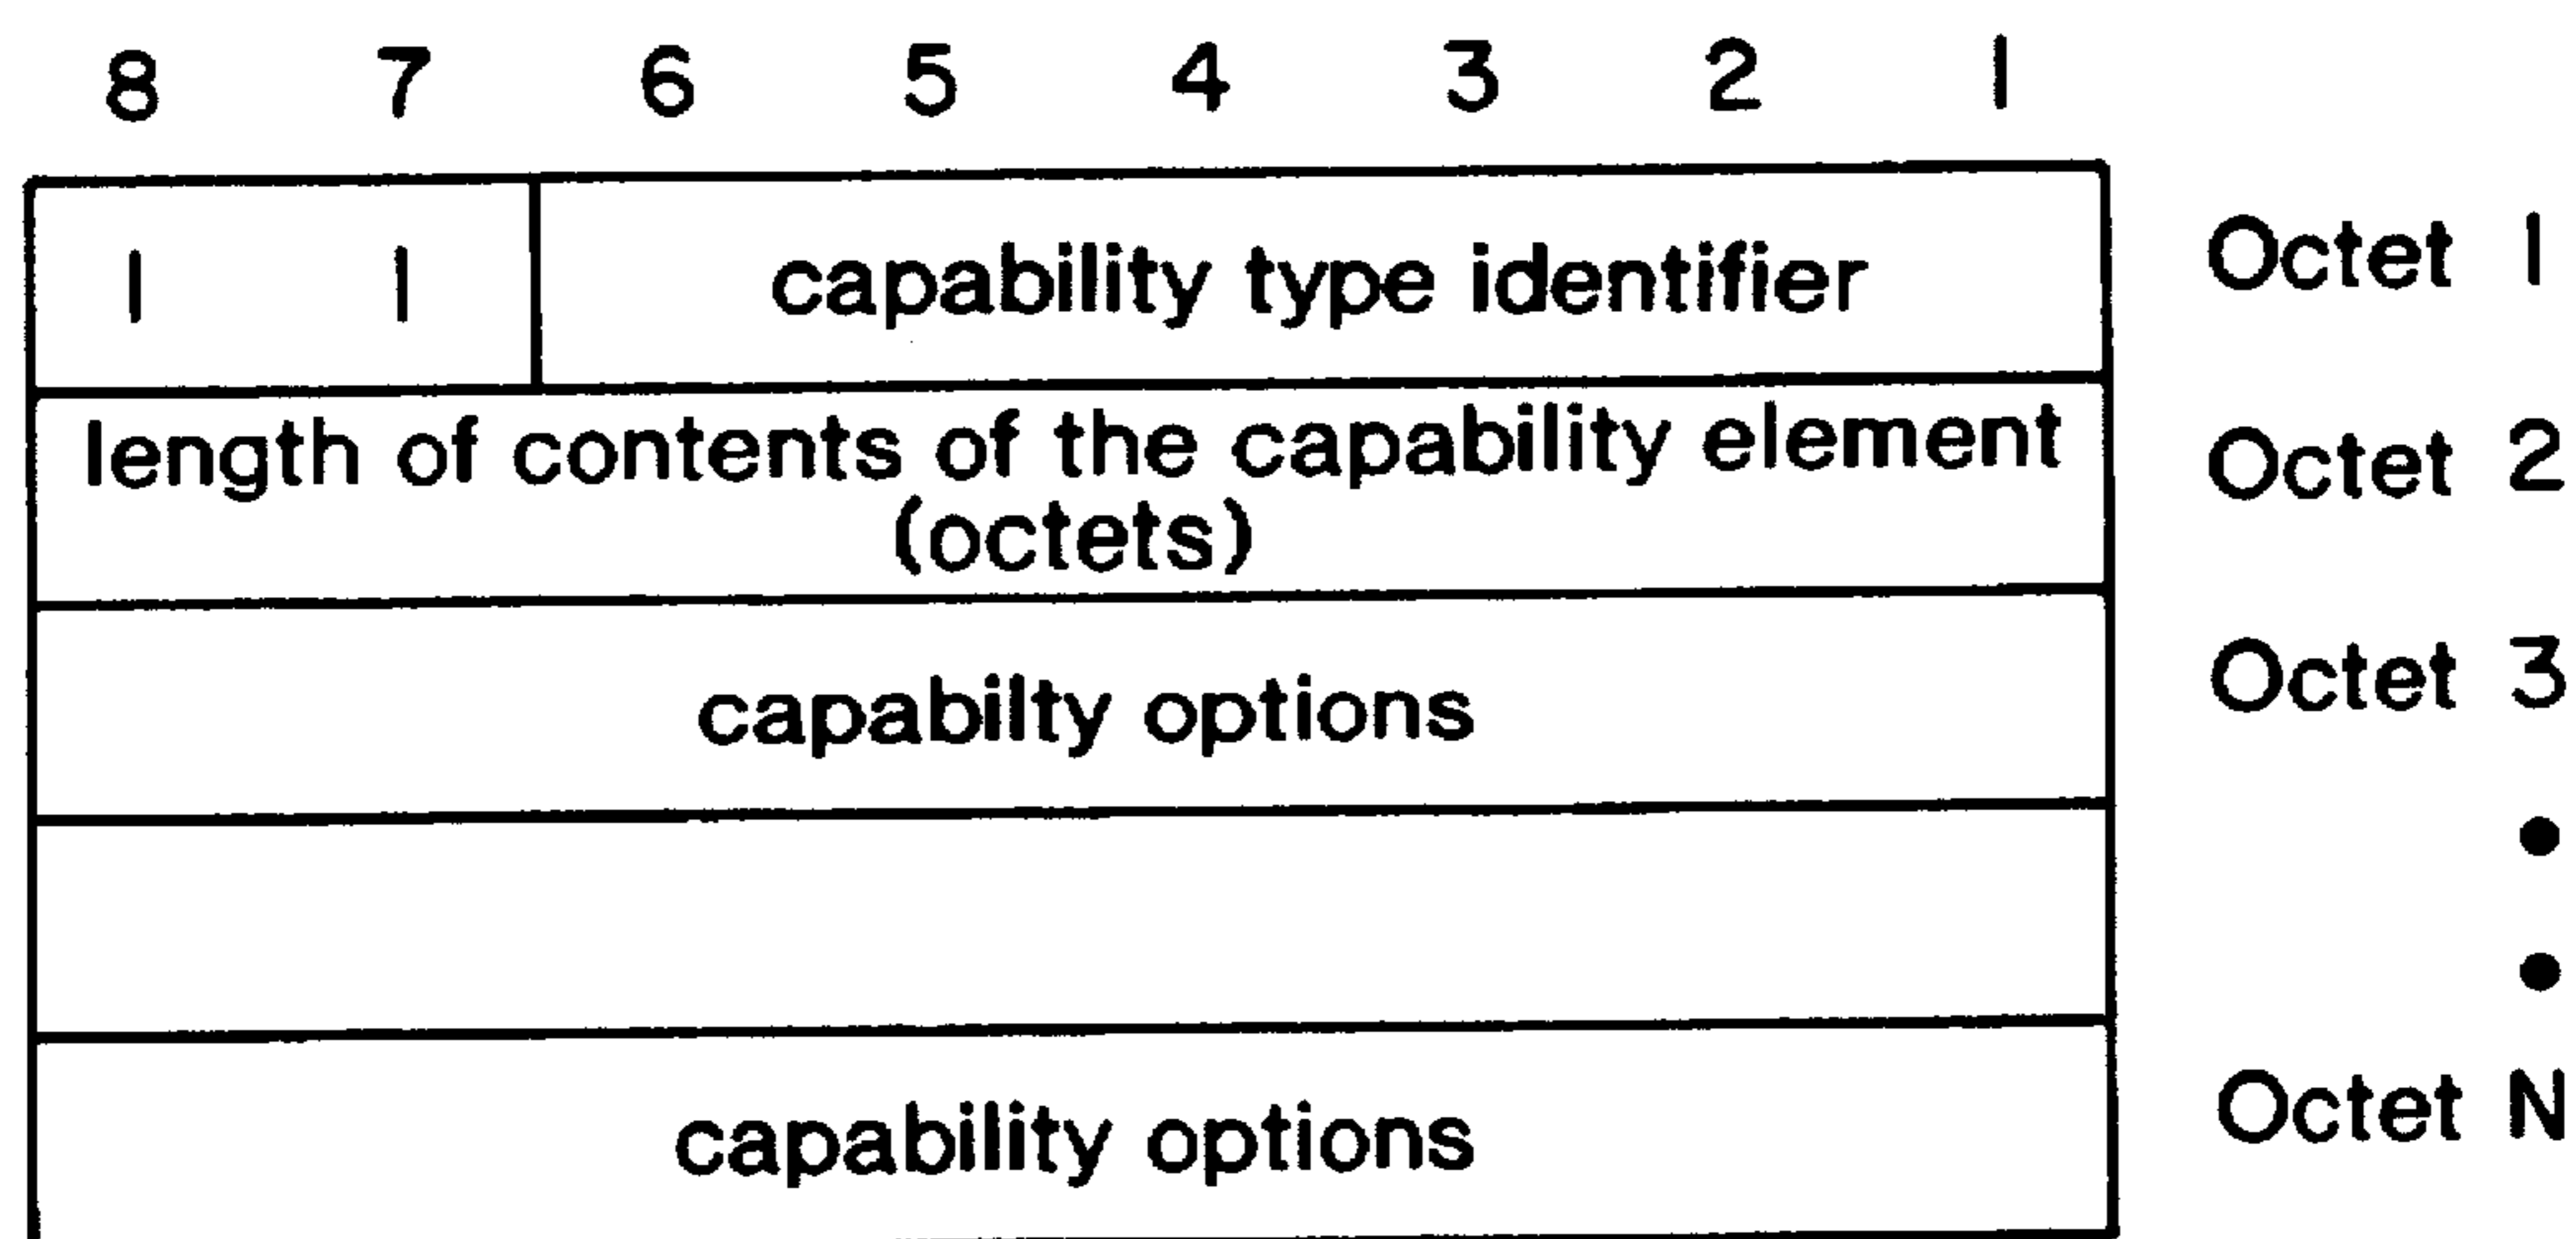 8 7 6 5 4 3 2 1
1 1 capability type identifier Octet 1
length of contents of the capability element Octet 2
(octets)
capabilty options Octet 3
capability options Octet N